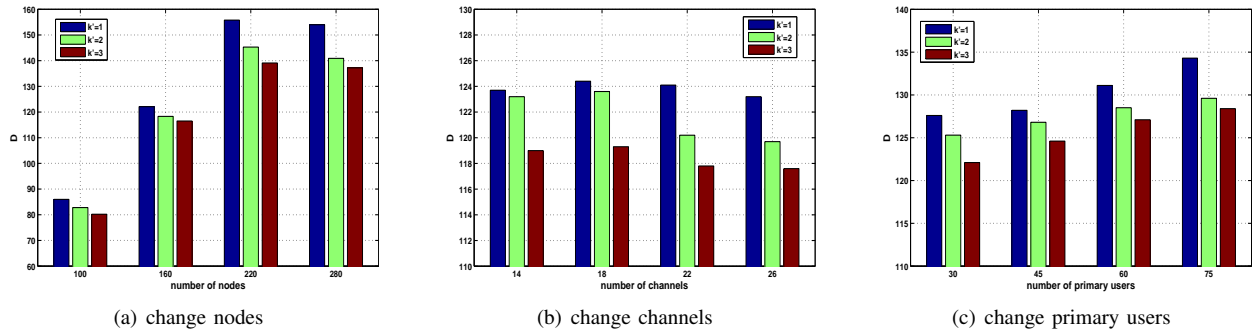 160
150
140
130
120
110
100
90
80
70
60
D
k'=1
k'=2
k'=3
100
160
220
280
number of nodes
(a) change nodes
130
128
126
124
122
120
118
116
114
112
110
D
k'=1
k'=2
k'=3
14
18
22
26
number of channels
(b) change channels
140
135
130
125
120
115
110
D
k'=1
k'=2
k'=3
30
45
60
75
number of primary users
(c) change primary users